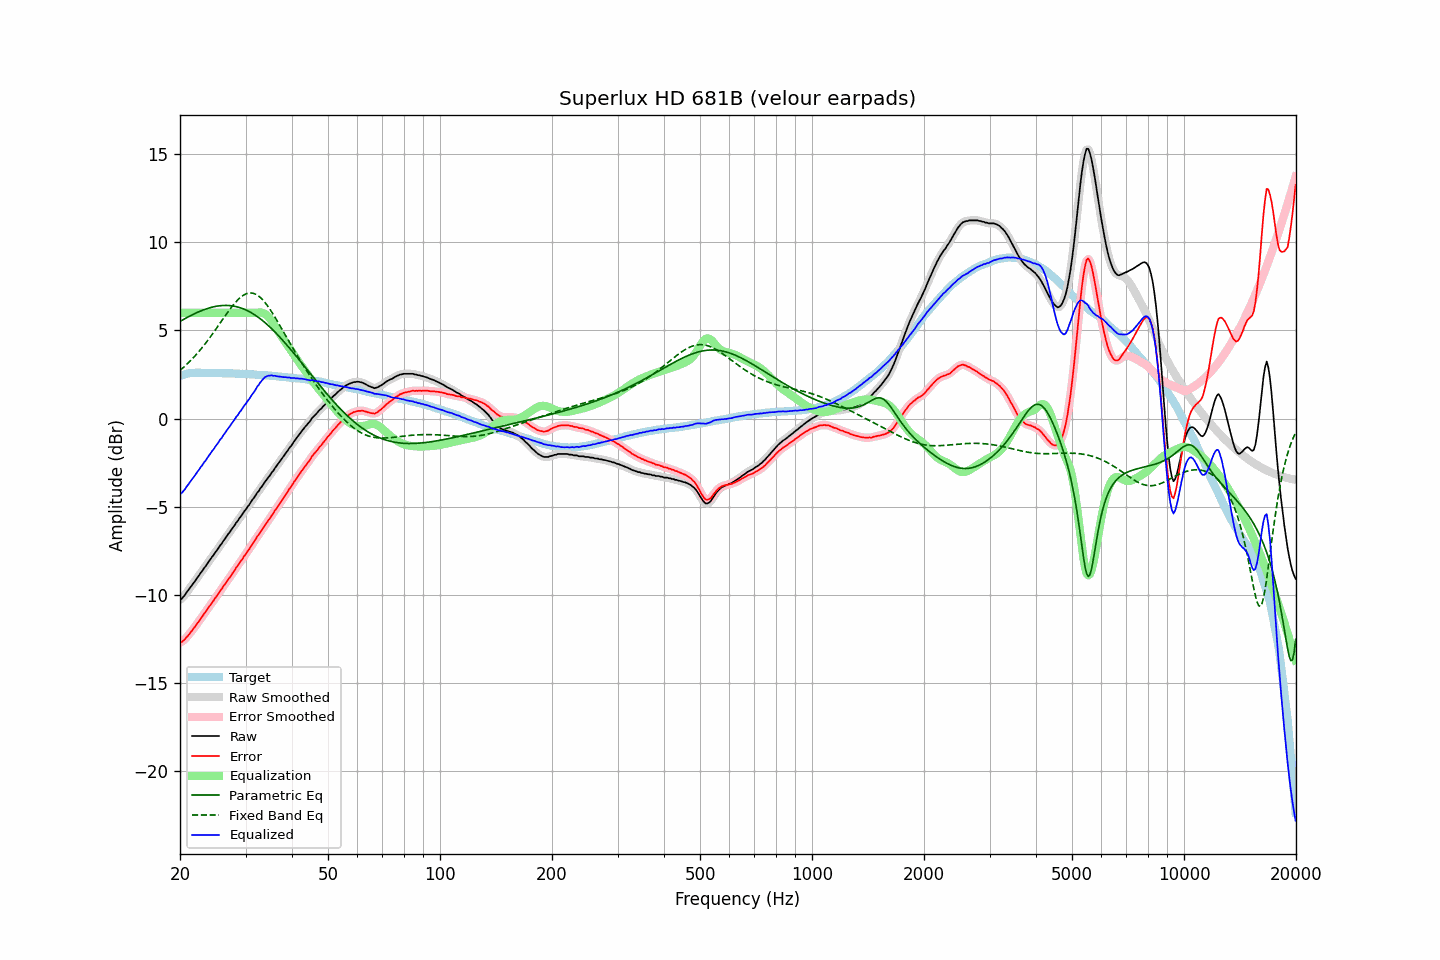 Superlux HD 681B (velour earpads)
Amplitude (dBr)
15
10
5
0
−5
−10
−15
−20
Target
Raw Smoothed
Error Smoothed
Raw
Error
Equalization
Parametric Eq
Fixed Band Eq
Equalized
20 50 100 200 500 1000 2000 5000 10000 20000
Frequency (Hz)